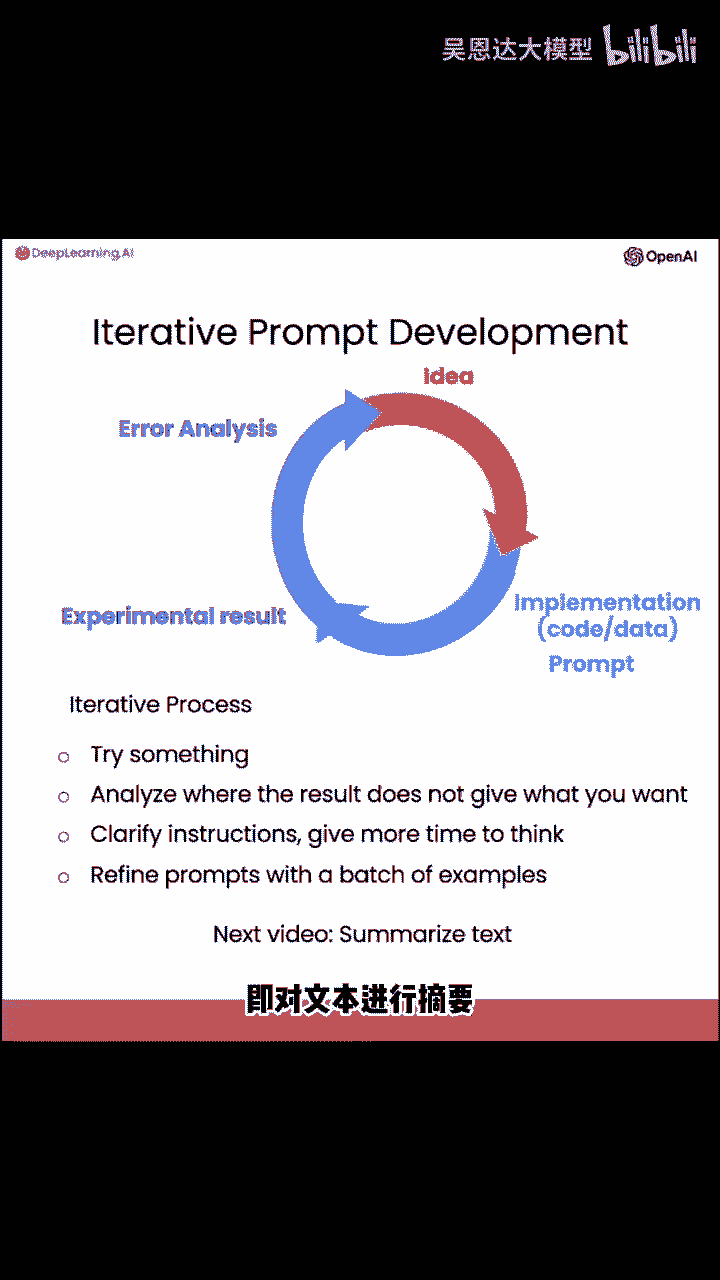 吴恩达大模型 bilibili
DeepLearning.AI
OpenAI
Iterative Prompt Development
Idea
Error Analysis
Experimental result
Implementation
(code/data)
Prompt
Iterative Process
Try something
Analyze where the result does not give what you want
Clarify instructions, give more time to think
Refine prompts with a batch of examples
Next video: Summarize text
即对文本进行摘要